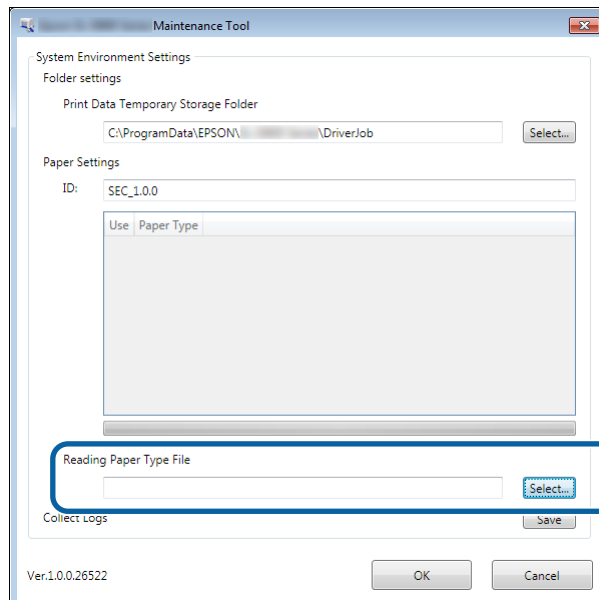 Maintenance Tool
System Environment Settings
Folder settings
Print Data Temporary Storage Folder
C:\ProgramData\EPSON\ \DriverJob Select...
Paper Settings
ID: SEC_1.0.0
Use Paper Type
Reading Paper Type File
Select...
Collect Logs Save
Ver.1.0.0.26522 OK Cancel